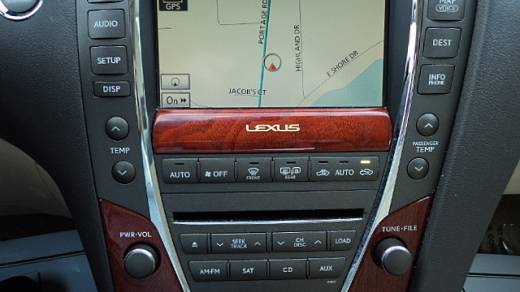 GPS
MAP
VOICE
AUDIO
PORTAGE RD
HIGHLAND DR
DEST
SETUP
E SHORE DR
INFO
PHONE
DISP
JACOB'S CT
On
LEXUS
TEMP
PASSENGER
TEMP
AUTO
OFF
FRONT
REAR
AUTO
PWR·VOL
TUNE·FILE
SEEK
TRACK
CH
DISC
LOAD
AM·FM
SAT
CD
AUX